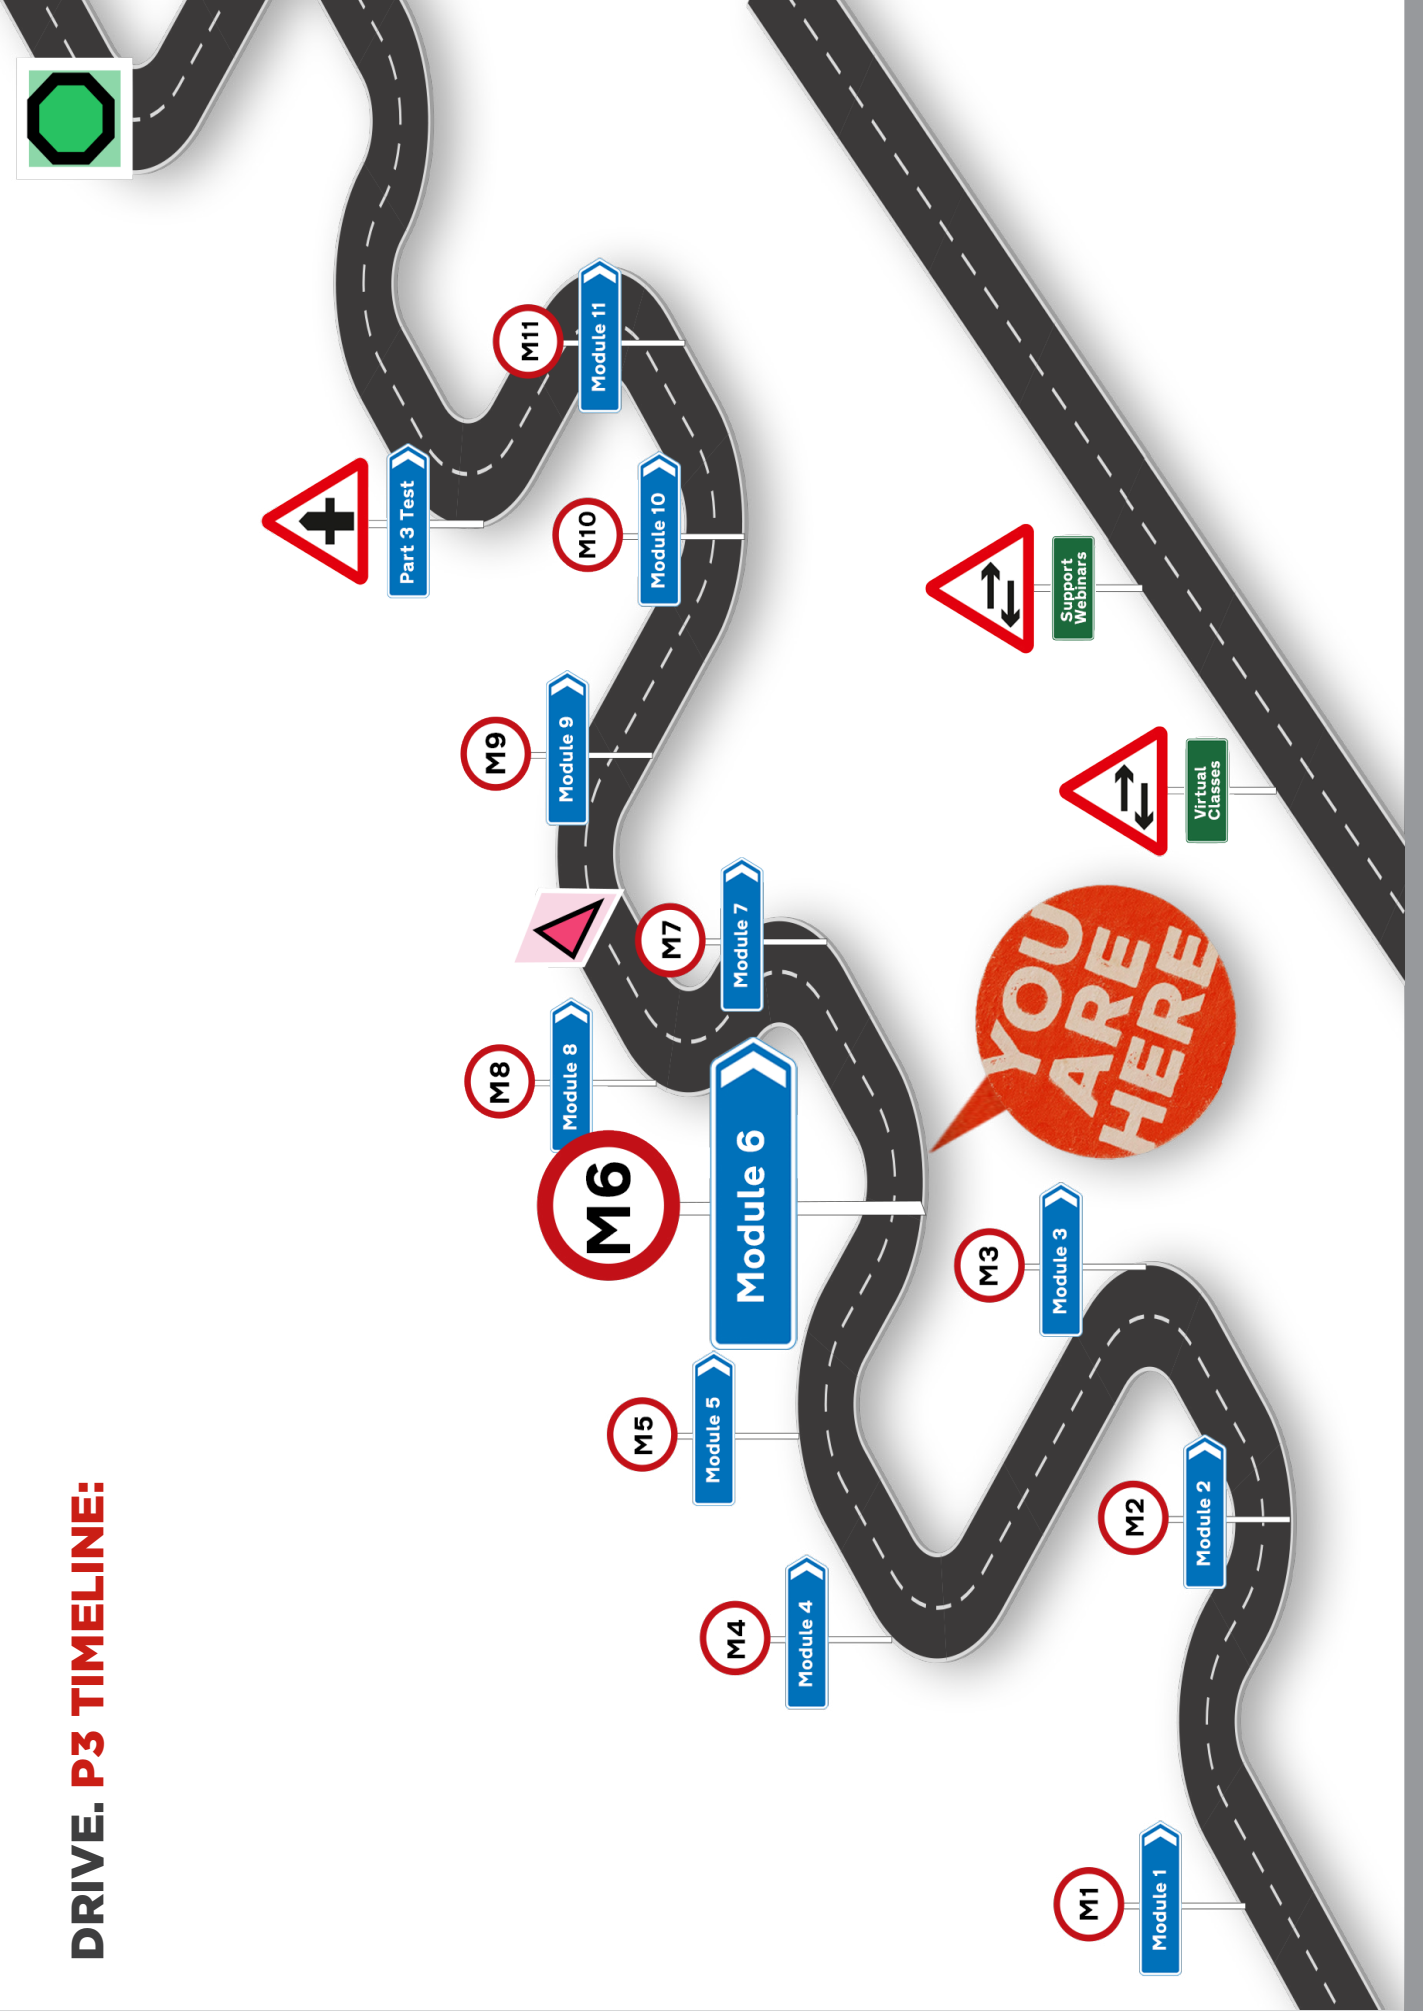 DRIVE. P3 TIMELINE:
M1
Module 1
M2
Module 2
M3
Module 3
M4
Module 4
M5
Module 5
M6
Module 6
YOU
ARE
HERE
M7
Module 7
M8
Module 8
M9
Module 9
M10
Module 10
M11
Module 11
Part 3 Test
Virtual
Classes
Support
Webinars